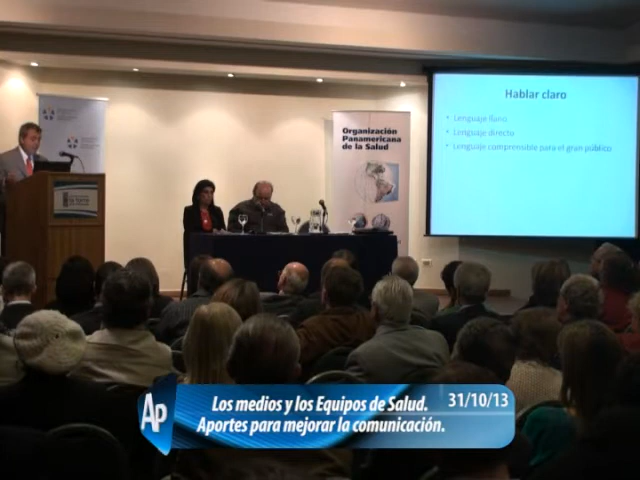 Organización
Panamericana
de la Salud
Hablar claro
• Lenguaje llano
• Lenguaje directo
• Lenguaje comprensible para el gran público
Ap
Los medios y los Equipos de Salud.
Aportes para mejorar la comunicación.
31/10/13